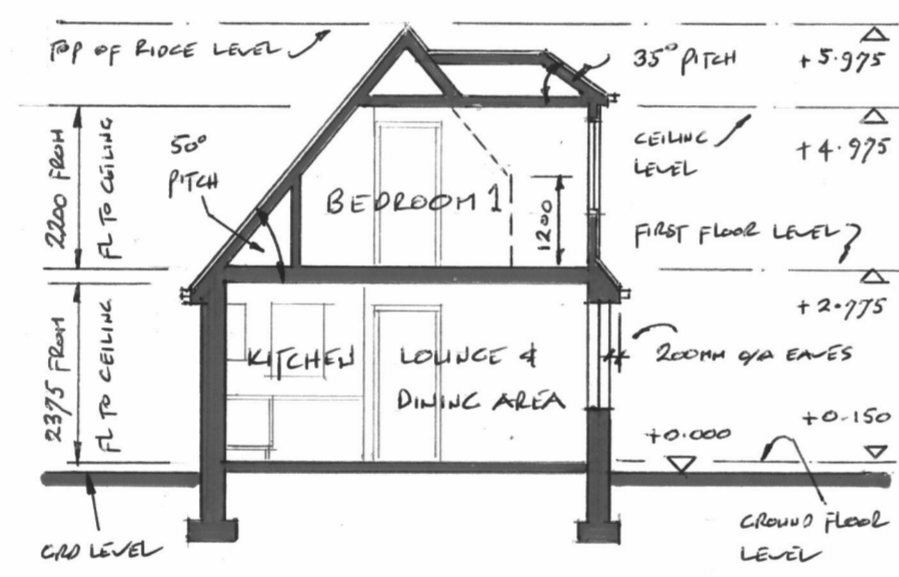 TOP OF RIDGE LEVEL
35° PITCH
+5.975
2200 FROM
FL TO CEILING
50°
PITCH
CEILING
LEVEL
+4.975
BEDROOM 1
1200
FIRST FLOOR LEVEL
+2.775
2375 FROM
FL TO CEILING
KITCHEN
LOUNGE &
DINING AREA
200MM O/A EAVES
+0.000
+0.150
GRD LEVEL
GROUND FLOOR
LEVEL